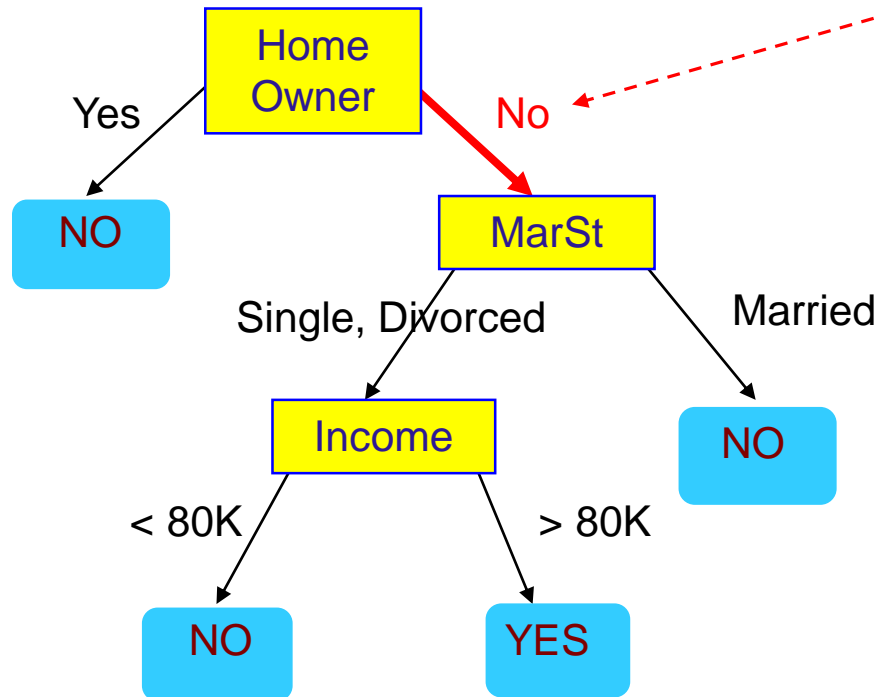 Home
Owner
Yes
No
NO
MarSt
Single, Divorced
Married
Income
NO
< 80K
> 80K
NO
YES